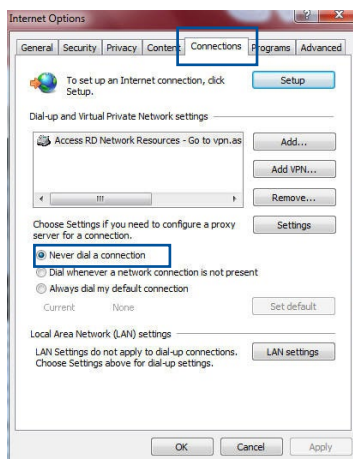 Internet Options
General Security Privacy Content Connections Programs Advanced
To set up an Internet connection, click
Setup.
Setup
Dial-up and Virtual Private Network settings
Access RD Network Resources - Go to vpn.as
Add...
Add VPN...
Remove...
Choose Settings if you need to configure a proxy
server for a connection.
Settings
Never dial a connection
Dial whenever a network connection is not present
Always dial my default connection
Current None
Set default
Local Area Network (LAN) settings
LAN Settings do not apply to dial-up connections.
Choose Settings above for dial-up settings.
LAN settings
OK Cancel Apply